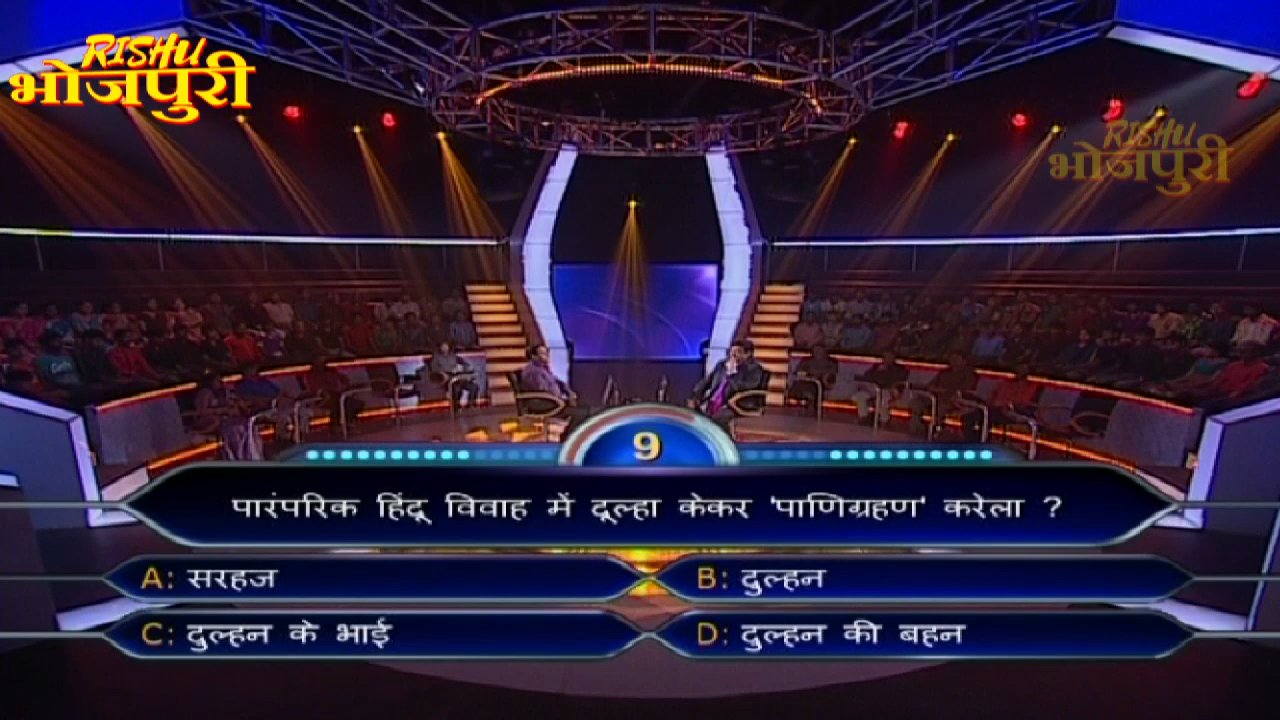 RISHU
भोजपुरी
RISHU
भोजपुरी
9
पारंपरिक हिंदू विवाह में दूल्हा केकर 'पाणिग्रहण' करेला ?
A: सरहज
B: दुल्हन
C: दुल्हन के भाई
D: दुल्हन की बहन